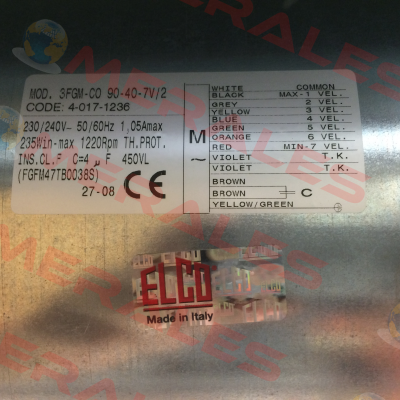 MOD. 3FGM-CO 90-40-7V/2
CODE: 4-017-1236
230/240V~ 50/60Hz 1,05Amax
235Win-max 1220Rpm TH.PROT.
INS.CL.F C=4 µF 450VL
(FGFM47TB0038S)
27-08 CE
M
~
WHITE COMMON
BLACK MAX-1 VEL.
GREY 2 VEL.
YELLOW 3 VEL.
BLUE 4 VEL.
GREEN 5 VEL.
ORANGE 6 VEL.
RED MIN-7 VEL.
VIOLET T.K.
VIOLET T.K.
BROWN
BROWN C
YELLOW/GREEN
ELCO
Made in Italy
MERALES